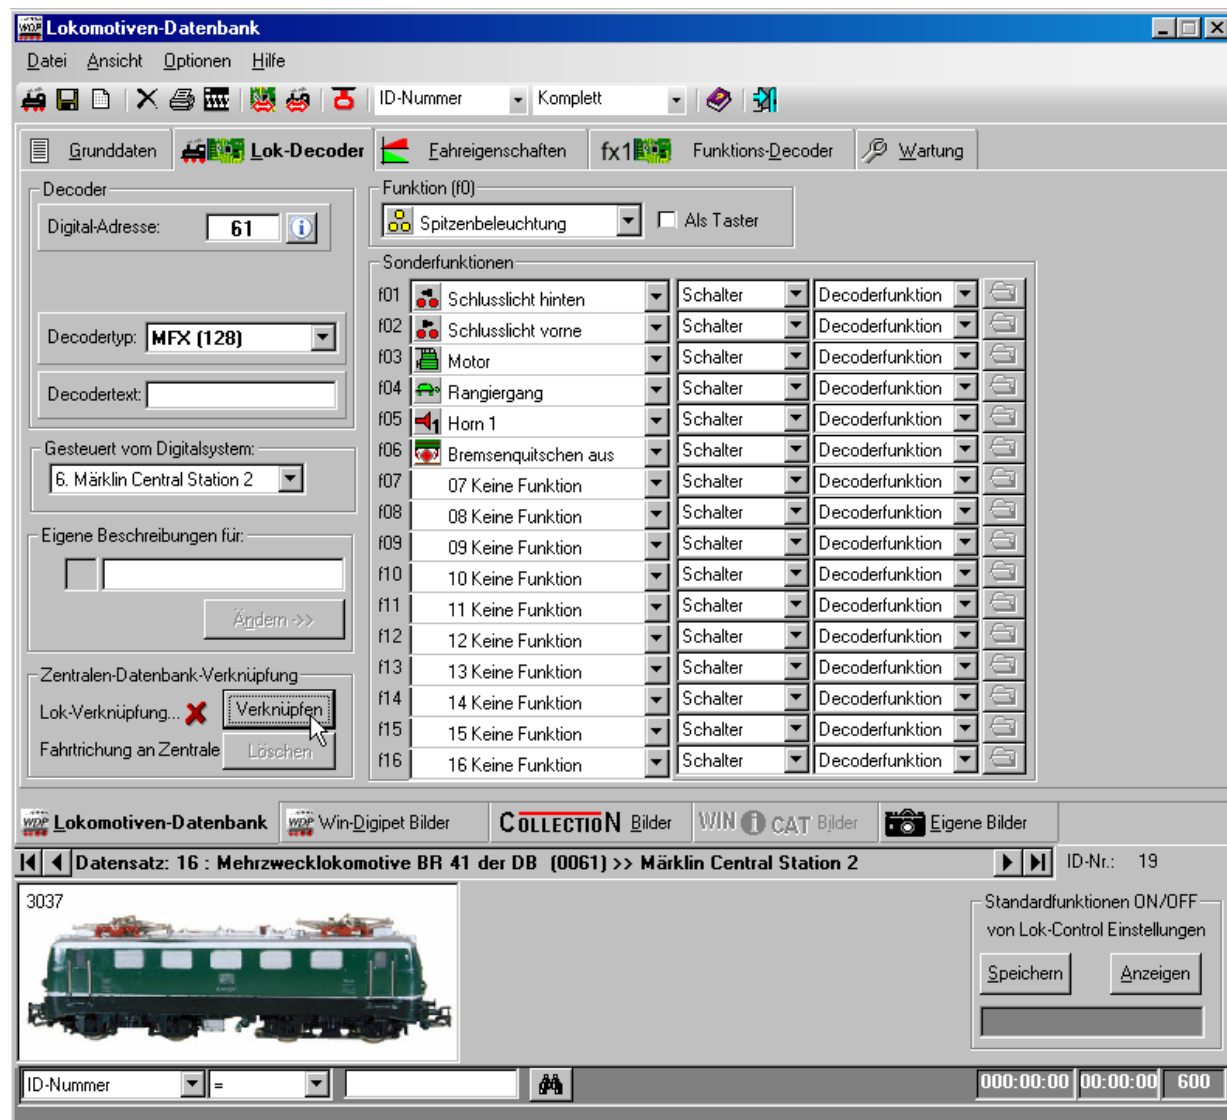 WDP Lokomotiven-Datenbank
Datei Ansicht Optionen Hilfe
ID-Nummer Komplett
Grunddaten Lok-Decoder Fahreigenschaften fx1 Funktions-Decoder Wartung
Decoder
Digital-Adresse: 61
Decodertyp: MFX (128)
Decodertext:
Gesteuert vom Digitalsystem:
6. Märklin Central Station 2
Eigene Beschreibungen für:
Ändern ->>
Zentralen-Datenbank-Verknüpfung
Lok-Verknüpfung... Verknüpfen
Fahrtrichung an Zentrale Löschen
Funktion (f0)
Spitzenbeleuchtung Als Taster
Sonderfunktionen
f01 Schlusslicht hinten Schalter Decoderfunktion
f02 Schlusslicht vorne Schalter Decoderfunktion
f03 Motor Schalter Decoderfunktion
f04 Rangiergang Schalter Decoderfunktion
f05 1 Horn 1 Schalter Decoderfunktion
f06 Bremsenquitschen aus Schalter Decoderfunktion
f07 07 Keine Funktion Schalter Decoderfunktion
f08 08 Keine Funktion Schalter Decoderfunktion
f09 09 Keine Funktion Schalter Decoderfunktion
f10 10 Keine Funktion Schalter Decoderfunktion
f11 11 Keine Funktion Schalter Decoderfunktion
f12 12 Keine Funktion Schalter Decoderfunktion
f13 13 Keine Funktion Schalter Decoderfunktion
f14 14 Keine Funktion Schalter Decoderfunktion
f15 15 Keine Funktion Schalter Decoderfunktion
f16 16 Keine Funktion Schalter Decoderfunktion
WDP Lokomotiven-Datenbank WDP Win-Digipet Bilder COLLECTION Bilder WIN i CAT Bilder Eigene Bilder
Datensatz: 16 : Mehrzwecklokomotive BR 41 der DB (0061) >> Märklin Central Station 2 ID-Nr.: 19
3037
Standardfunktionen ON/OFF
von Lok-Control Einstellungen
Speichern Anzeigen
ID-Nummer = 000:00:00 00:00:00 600